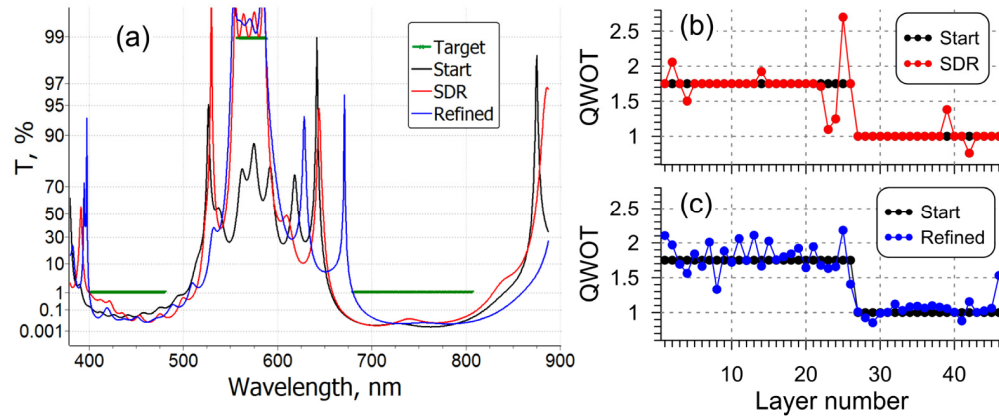 (a)
Target
Start
SDR
Refined
T, %
99
97
95
90
70
50
30
10
1
0.1
0.001
400
500
600
700
800
900
Wavelength, nm
(b)
Start
SDR
QWOT
2.5
2
1.5
1
(c)
Start
Refined
QWOT
2.5
2
1.5
1
10
20
30
40
Layer number